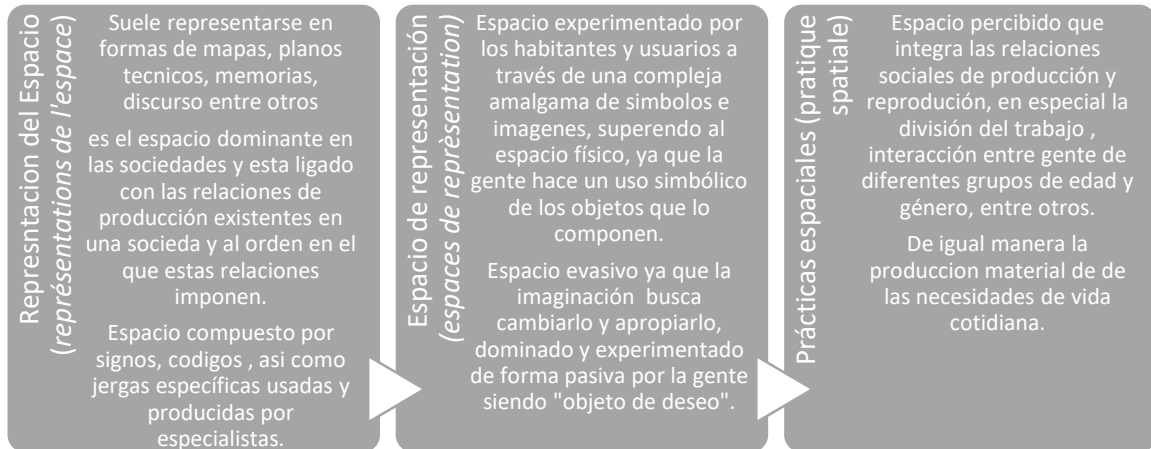 Represntacion del Espacio
(représentations de l'espace)
Suele representarse en
formas de mapas, planos
tecnicos, memorias,
discurso entre otros
es el espacio dominante en
las sociedades y esta ligado
con las relaciones de
producción existentes en
una socieda y al orden en el
que estas relaciones
imponen.
Espacio compuesto por
signos, codigos , asi como
jergas específicas usadas y
producidas por
especialistas.
Espacio de representación
(espaces de reprèsentation)
Espacio experimentado por
los habitantes y usuarios a
través de una compleja
amalgama de simbolos e
imagenes, superendo al
espacio físico, ya que la
gente hace un uso simbólico
de los objetos que lo
componen.
Espacio evasivo ya que la
imaginación busca
cambiarlo y apropiarlo,
dominado y experimentado
de forma pasiva por la gente
siendo "objeto de deseo".
Prácticas espaciales (pratique
spatiale)
Espacio percibido que
integra las relaciones
sociales de producción y
reprodución, en especial la
división del trabajo ,
interacción entre gente de
diferentes grupos de edad y
género, entre otros.
De igual manera la
produccion material de de
las necesidades de vida
cotidiana.